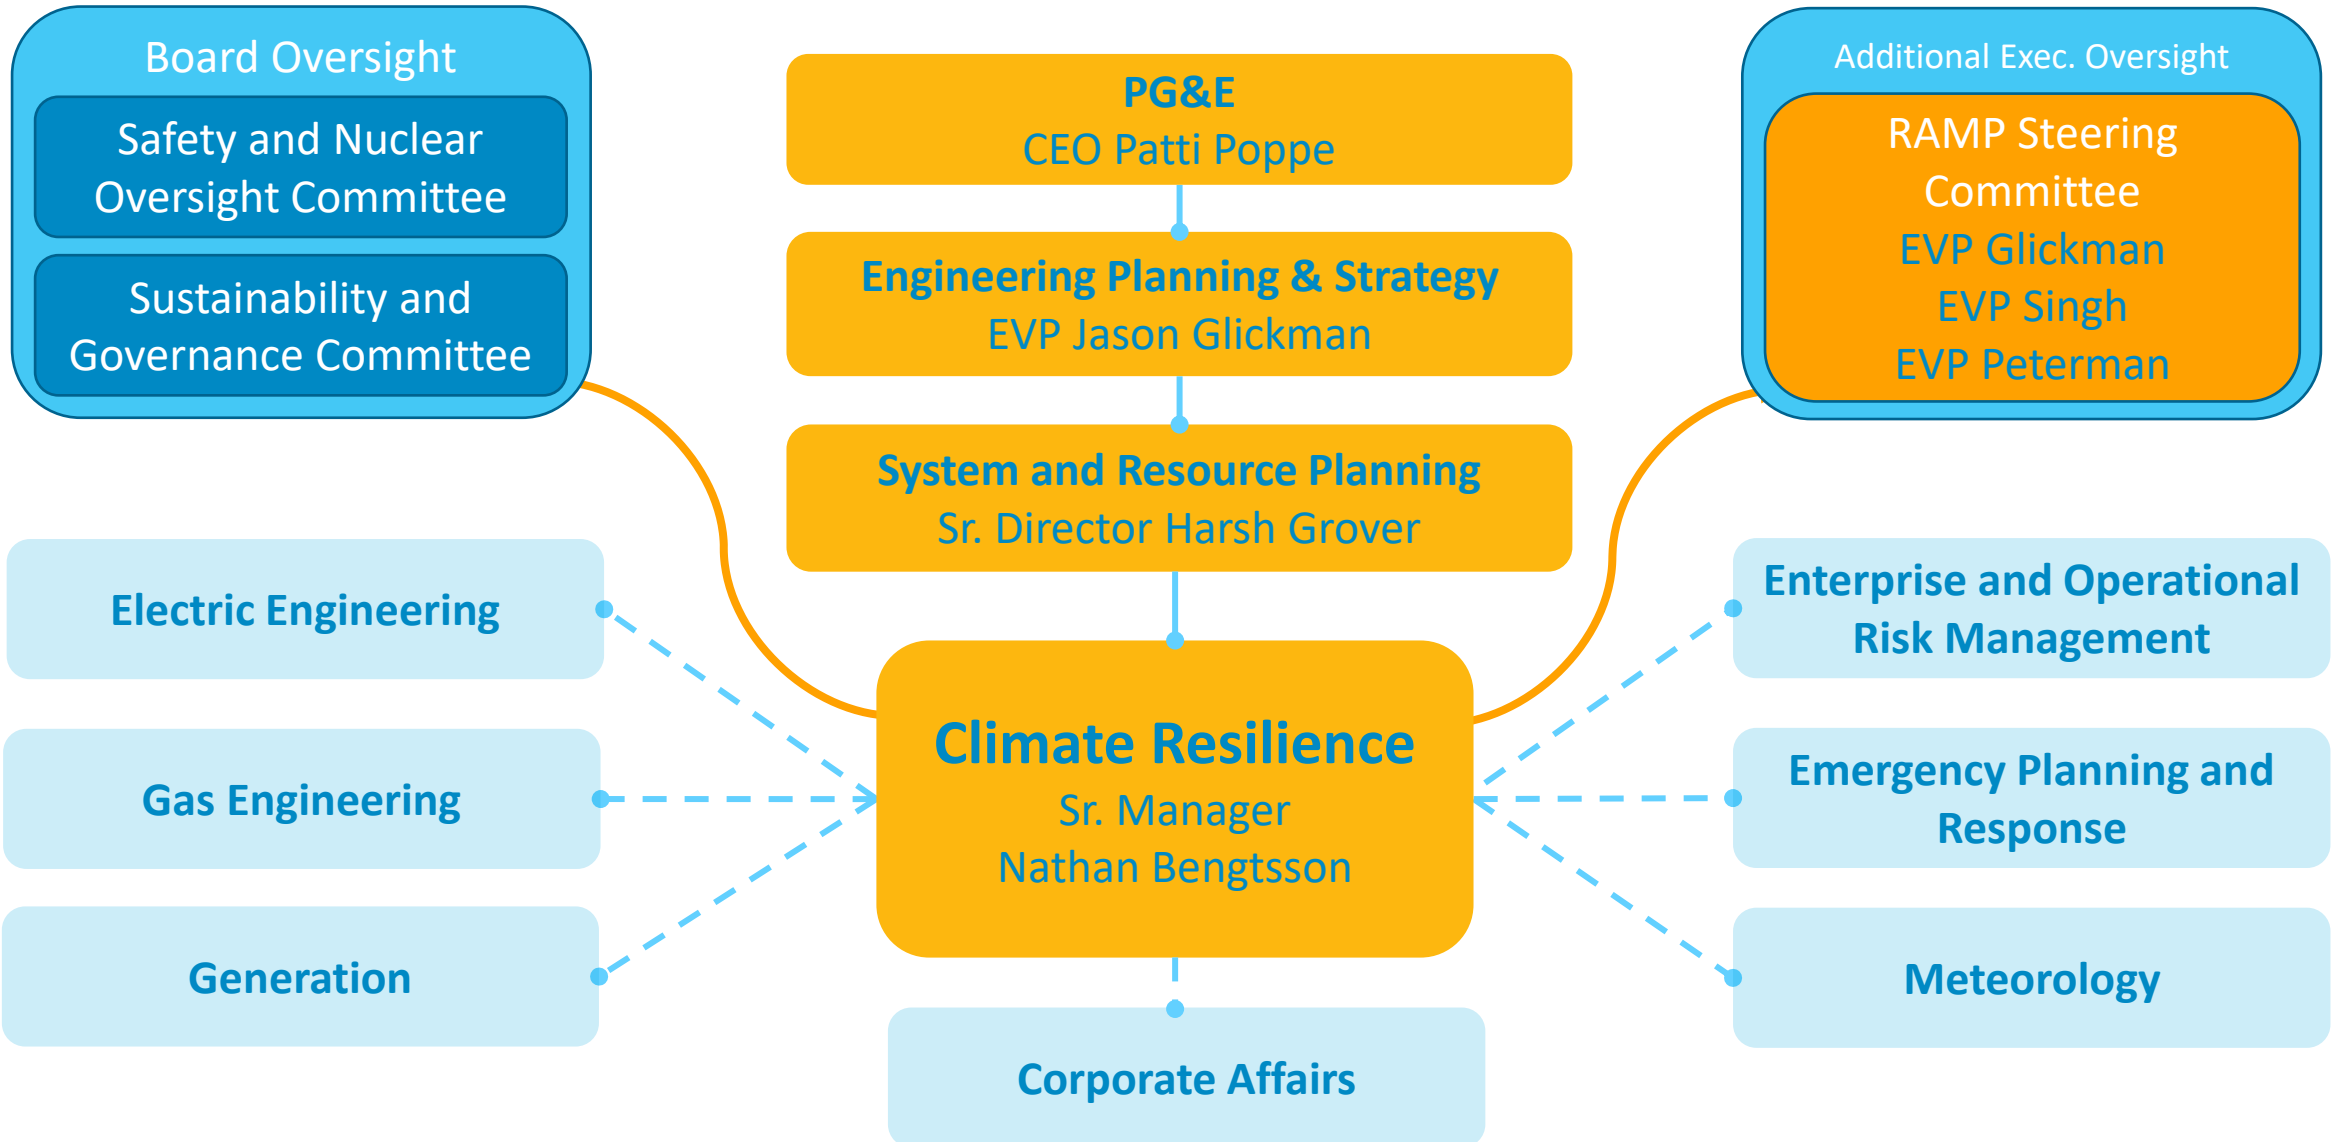 Board Oversight
Safety and Nuclear
Oversight Committee
Sustainability and
Governance Committee
PG&E
CEO Patti Poppe
Engineering Planning & Strategy
EVP Jason Glickman
System and Resource Planning
Sr. Director Harsh Grover
Additional Exec. Oversight
RAMP Steering
Committee
EVP Glickman
EVP Singh
EVP Peterman
Electric Engineering
Gas Engineering
Generation
Climate Resilience
Sr. Manager
Nathan Bengtsson
Corporate Affairs
Enterprise and Operational
Risk Management
Emergency Planning and
Response
Meteorology